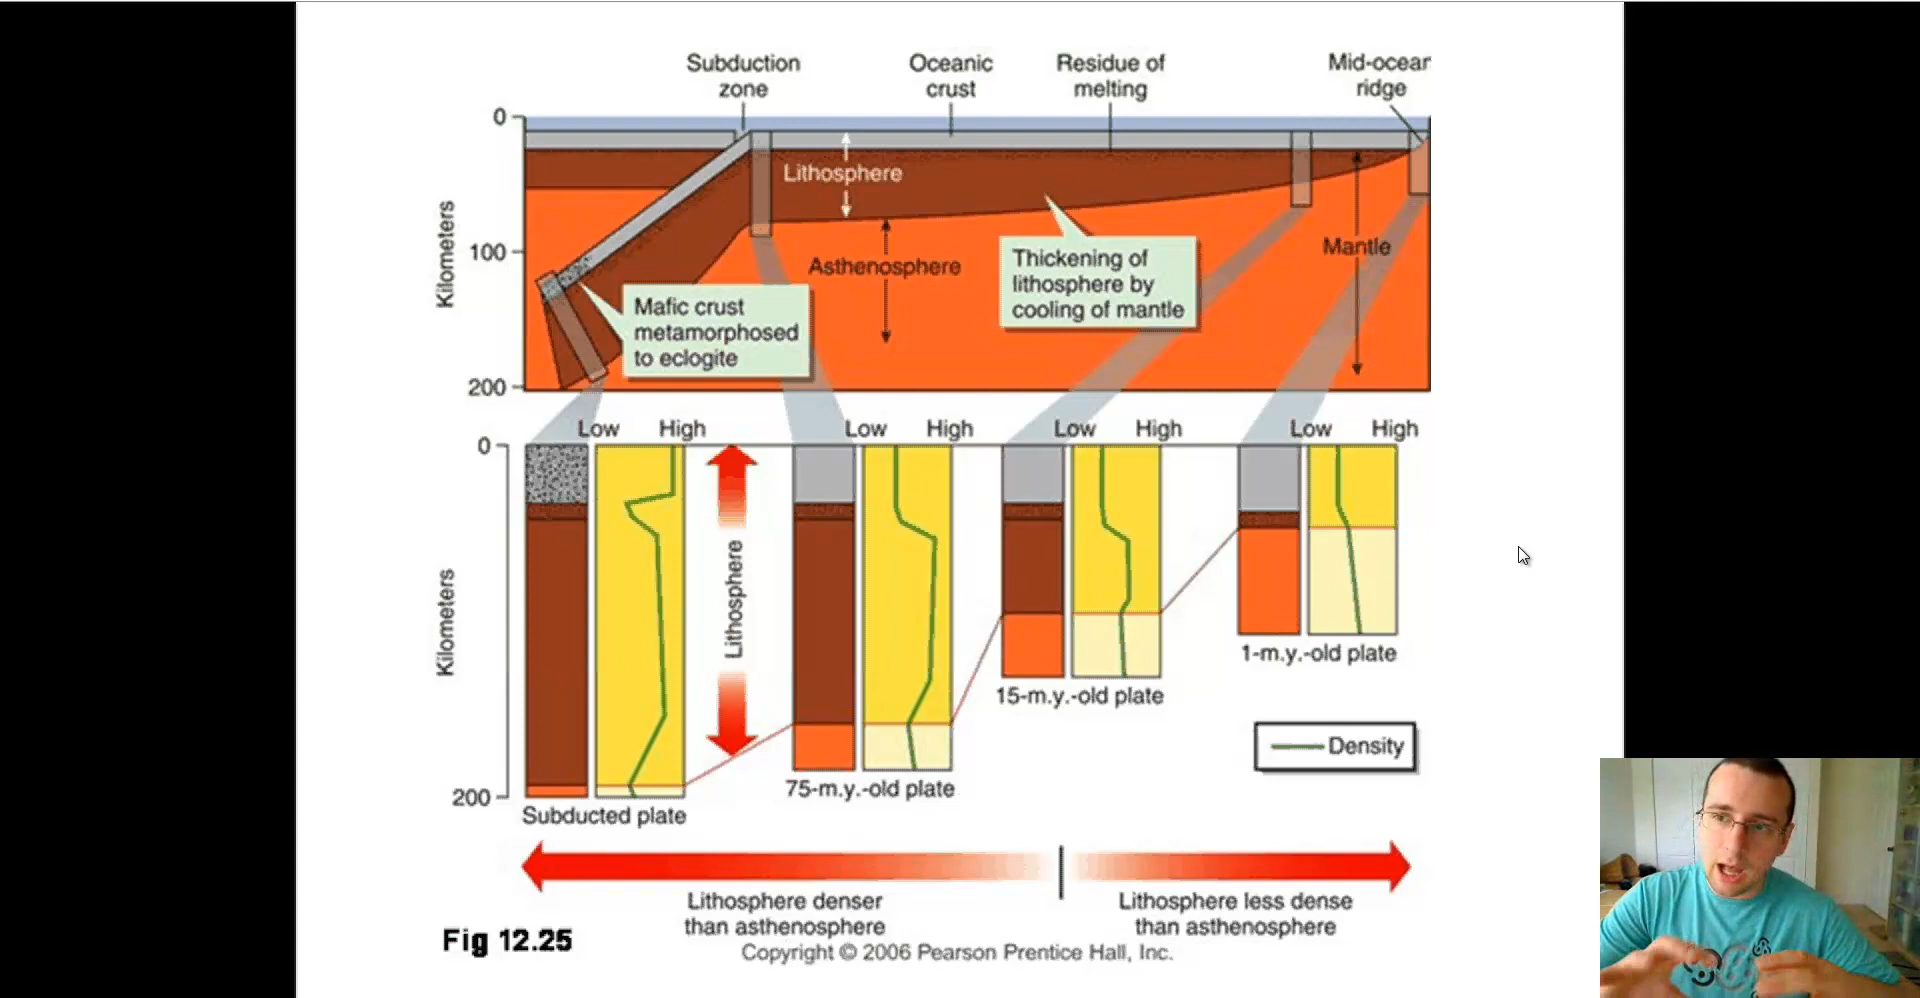 Subduction
zone
Oceanic
crust
Residue of
melting
Mid-ocean
ridge
0
100
200
Kilometers
Lithosphere
Asthenosphere
Mantle
Thickening of
lithosphere by
cooling of mantle
Mafic crust
metamorphosed
to eclogite
Low High Low High Low High Low High
0
200
Kilometers
Lithosphere
1-m.y.-old plate
15-m.y.-old plate
Density
75-m.y.-old plate
Subducted plate
Lithosphere denser
than asthenosphere
Lithosphere less dense
than asthenosphere
Fig 12.25
Copyright © 2006 Pearson Prentice Hall, Inc.